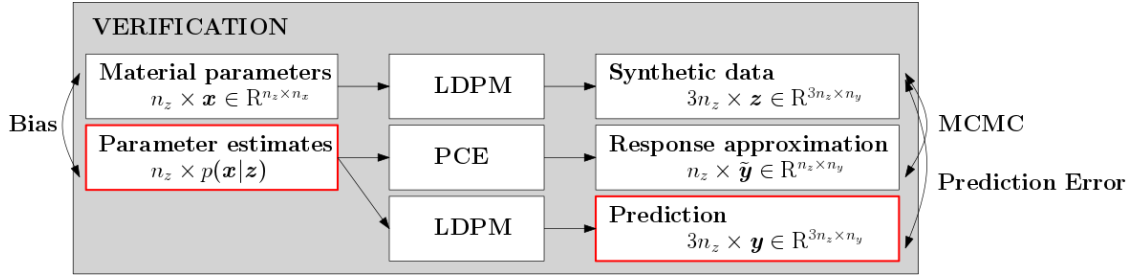 VERIFICATION
Material parameters
n_z × x ∈ R^{n_z×n_x}
LDPM
Synthetic data
3n_z × z ∈ R^{3n_z×n_y}
Bias
MCMC
Parameter estimates
n_z × p(x|z)
PCE
Response approximation
n_z × ỹ ∈ R^{n_z×n_y}
Prediction Error
LDPM
Prediction
3n_z × y ∈ R^{3n_z×n_y}